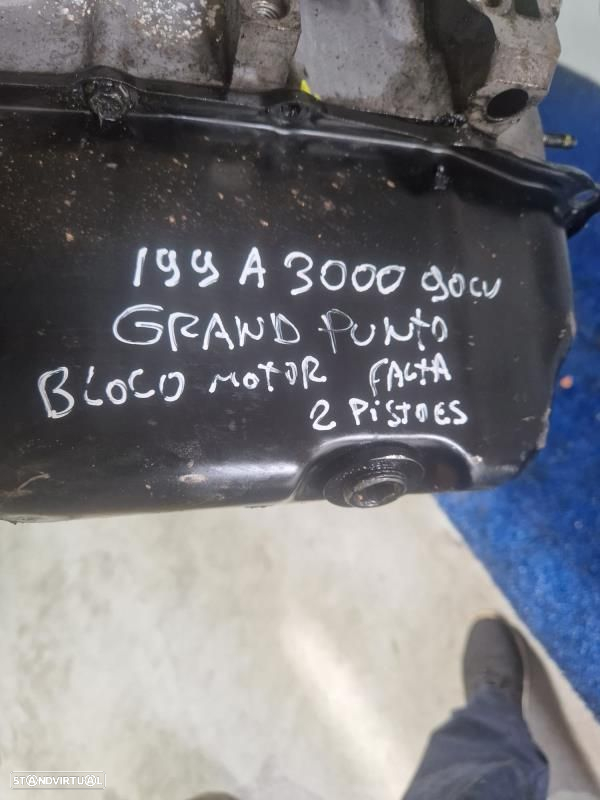 199 A 3000 90CV
GRAND PUNTO
BLOCO MOTOR FALTA
2 PISTOES
STANDVIRTUAL